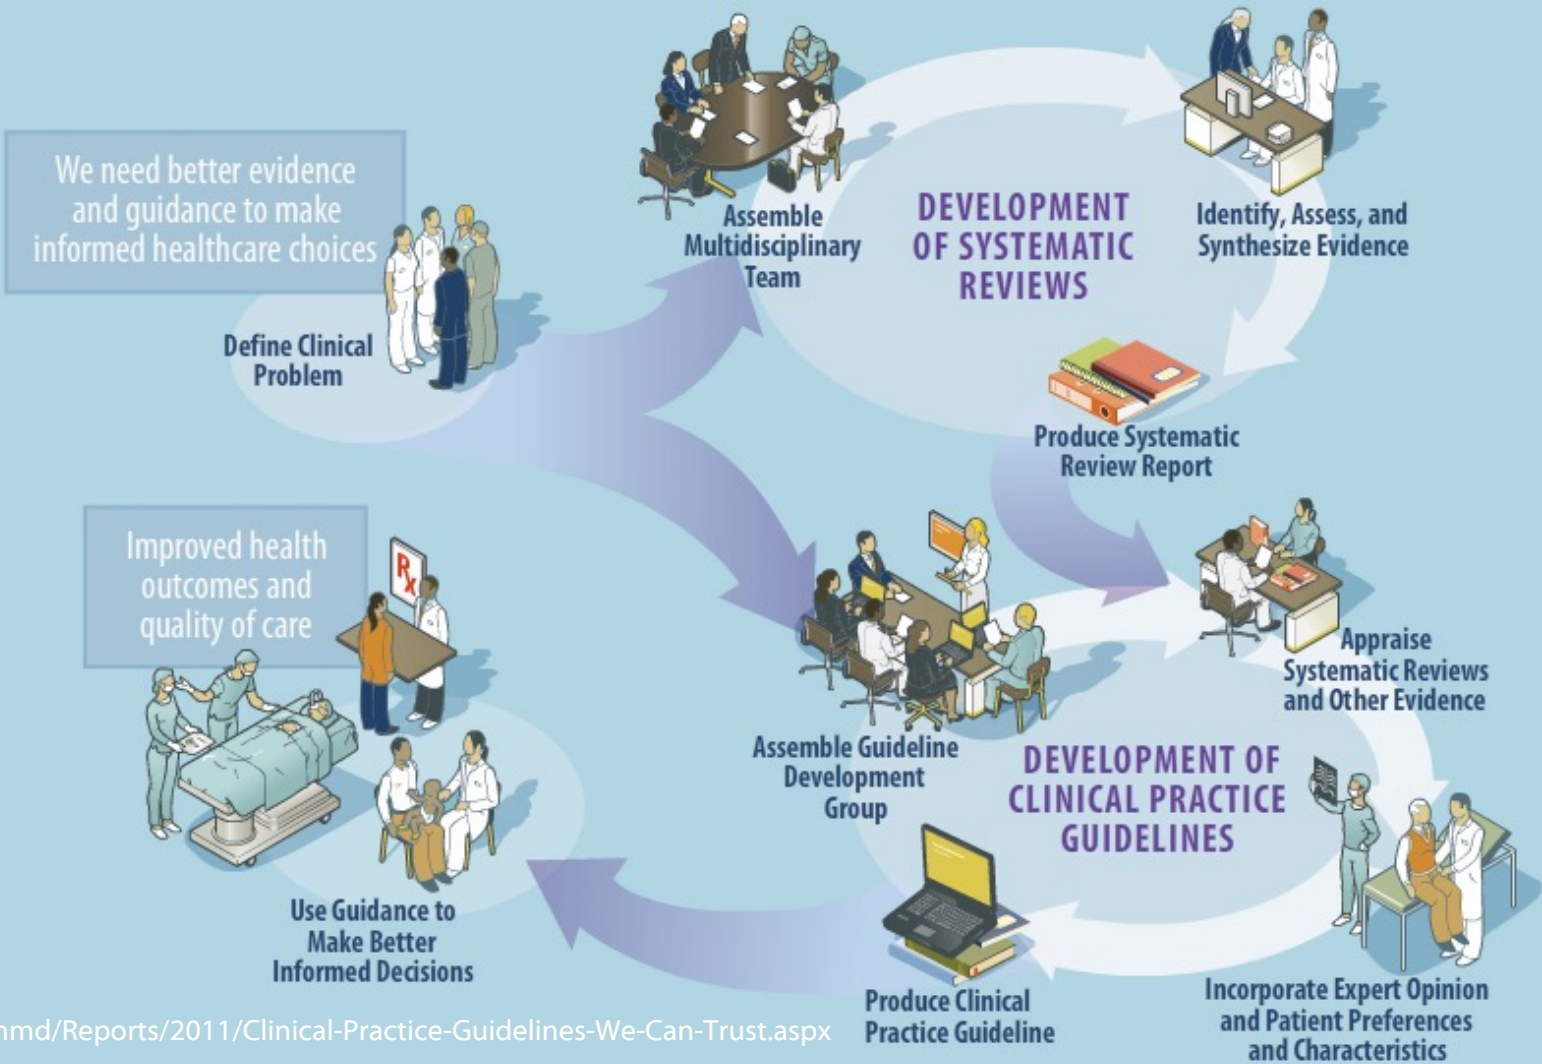 We need better evidence
and guidance to make
informed healthcare choices
Define Clinical
Problem
Assemble
Multidisciplinary
Team
DEVELOPMENT
OF SYSTEMATIC
REVIEWS
Identify, Assess, and
Synthesize Evidence
Produce Systematic
Review Report
Assemble Guideline
Development
Group
DEVELOPMENT OF
CLINICAL PRACTICE
GUIDELINES
Appraise
Systematic Reviews
and Other Evidence
Incorporate Expert Opinion
and Patient Preferences
and Characteristics
Produce Clinical
Practice Guideline
Improved health
outcomes and
quality of care
Rx
Use Guidance to
Make Better
Informed Decisions
nmd/Reports/2011/Clinical-Practice-Guidelines-We-Can-Trust.aspx